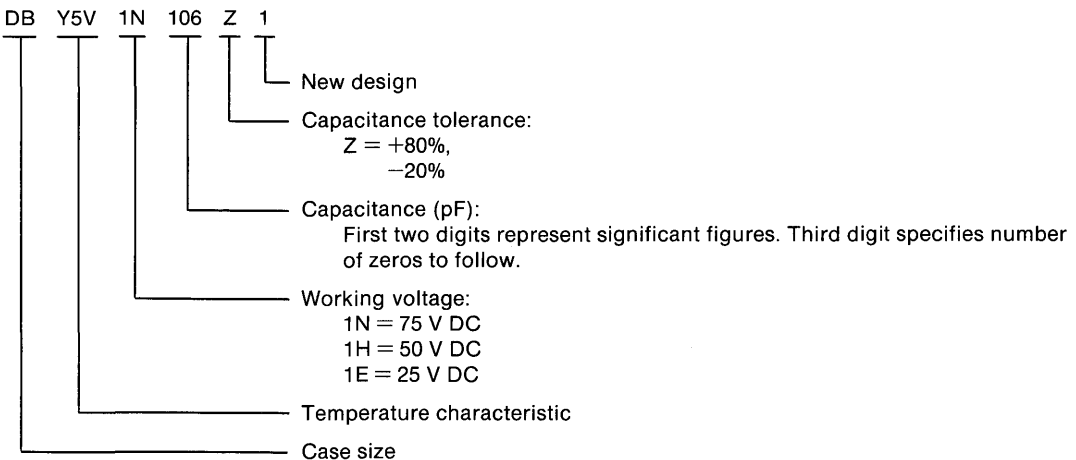 DB Y5V 1N 106 Z 1
New design
Capacitance tolerance:
Z = +80%,
−20%
Capacitance (pF):
First two digits represent significant figures. Third digit specifies number
of zeros to follow.
Working voltage:
1N = 75 V DC
1H = 50 V DC
1E = 25 V DC
Temperature characteristic
Case size